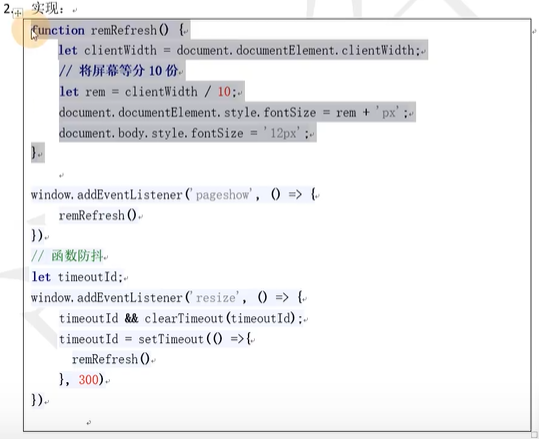 2. 实现：
function remRefresh() {
let clientWidth = document.documentElement.clientWidth;
// 将屏幕等分 10 份
let rem = clientWidth / 10;
document.documentElement.style.fontSize = rem + 'px';
document.body.style.fontSize = '12px';
}
window.addEventListener('pageshow', () => {
remRefresh()
})
// 函数防抖
let timeoutId;
window.addEventListener('resize', () => {
timeoutId && clearTimeout(timeoutId);
timeoutId = setTimeout(() =>{
remRefresh()
}, 300)
})